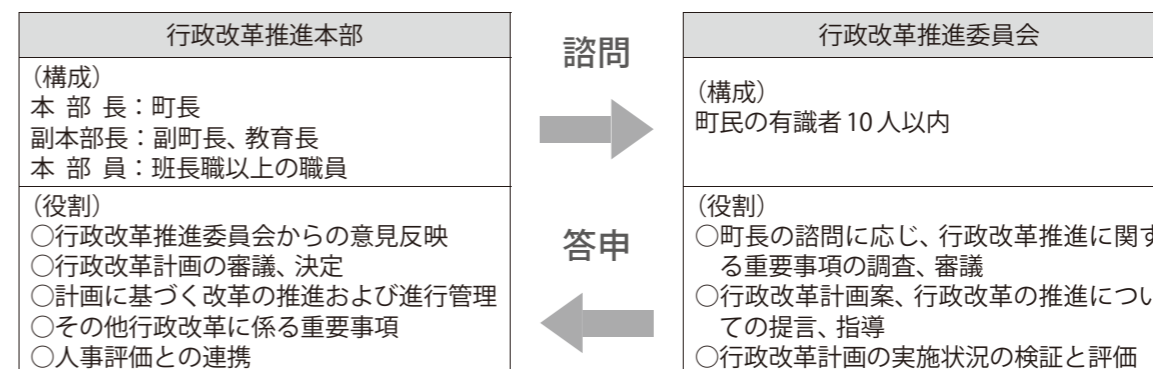 行政改革推進本部
（構成）
本 部 長：町長
副本部長：副町長、教育長
本 部 員：班長職以上の職員
（役割）
○行政改革推進委員会からの意見反映
○行政改革計画の審議、決定
○計画に基づく改革の推進および進行管理
○その他行政改革に係る重要事項
○人事評価との連携
諮問
答申
行政改革推進委員会
（構成）
町民の有識者10人以内
（役割）
○町長の諮問に応じ、行政改革推進に関す
る重要事項の調査、審議
○行政改革計画案、行政改革の推進につい
ての提言、指導
○行政改革計画の実施状況の検証と評価